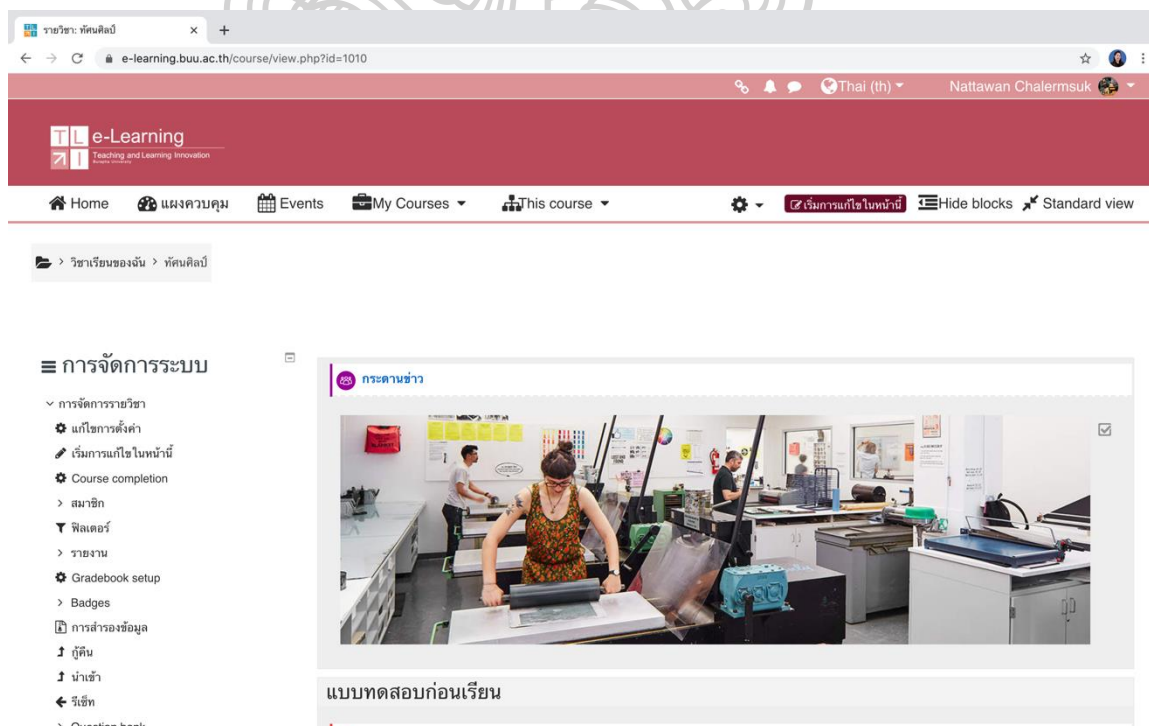 รายวิชา: ทัศนศิลป์
e-learning.buu.ac.th/course/view.php?id=1010
Thai (th) Nattawan Chalermsuk
TL e-Learning
Teaching and Learning Innovation
Burapha University
Home แผงควบคุม Events My Courses This course เริ่มการแก้ไขในหน้านี้ Hide blocks Standard view
วิชาเรียนของฉัน > ทัศนศิลป์
การจัดการระบบ
กระดานข่าว
การจัดการรายวิชา
แก้ไขการตั้งค่า
เริ่มการแก้ไขในหน้านี้
Course completion
สมาชิก
ฟิลเตอร์
รายงาน
Gradebook setup
Badges
การสำรองข้อมูล
กู้คืน
นำเข้า
รีเซ็ท
Question bank
แบบทดสอบก่อนเรียน